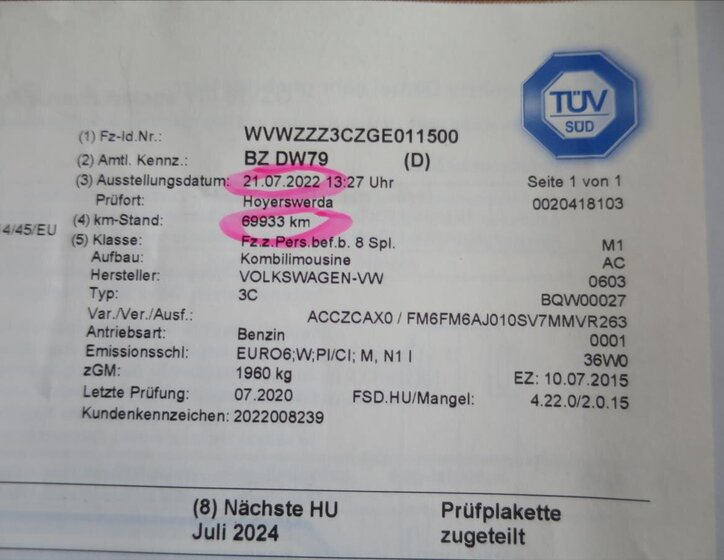 TÜV
SÜD
(1) Fz-Id.Nr.: WVWZZZ3CZGE011500
(2) Amtl. Kennz.: BZ DW79 (D)
(3) Ausstellungsdatum: 21.07.2022 13:27 Uhr Seite 1 von 1
Prüfort: Hoyerswerda 0020418103
(4) km-Stand: 69933 km
4/45/EU
(5) Klasse: Fz.z.Pers.bef.b. 8 Spl. M1
Aufbau: Kombilimousine AC
Hersteller: VOLKSWAGEN-VW 0603
Typ: 3C BQW00027
Var./Ver./Ausf.: ACCZCAX0 / FM6FM6AJ010SV7MMVR263
Antriebsart: Benzin 0001
Emissionsschl: EURO6;W;PI/CI; M, N1 I 36W0
zGM: 1960 kg EZ: 10.07.2015
Letzte Prüfung: 07.2020 FSD.HU/Mangel: 4.22.0/2.0.15
Kundenkennzeichen: 2022008239
(8) Nächste HU Prüfplakette
Juli 2024 zugeteilt